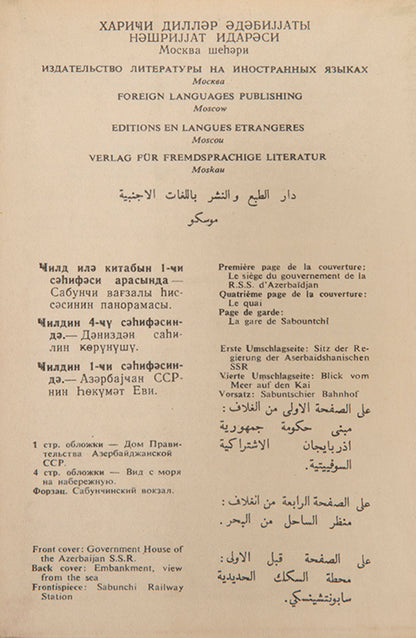 ХАРИҸИ ДИЛЛӘР ӘДӘБИЈЈАТЫ
НӘШРИЈЈАТ ИДАРӘСИ
Москва шеһәри
ИЗДАТЕЛЬСТВО ЛИТЕРАТУРЫ НА ИНОСТРАННЫХ ЯЗЫКАХ
Москва
FOREIGN LANGUAGES PUBLISHING
Moscow
EDITIONS EN LANGUES ETRANGERES
Moscou
VERLAG FÜR FREMDSPRACHIGE LITERATUR
Moskau
دار الطبع والنشر باللغات الاجنبية
موسكو
Ҹилд илә китабын 1-чи
сәһифәси арасында —
Сабунчи вағзалы һис-
сәсинин панорамасы.
Ҹилдин 4-чү сәһифәсин-
дә.— Дәниздән саһи-
лин көрүнүшү.
Ҹилдин 1-чи сәһифәсин-
дә.— Азәрбајҹан ССР-
нин Һөкүмәт Еви.
1 стр. обложки — Дом Прави-
тельства Азербайджанской
ССР.
4 стр. обложки — Вид с моря
на набережную.
Форзац. Сабунчинский вокзал.
Front cover: Government House of
the Azerbaijan S.S.R.
Back cover: Embankment, view
from the sea
Frontispiece: Sabunchi Railway
Station
Première page de la couverture:
Le siège du gouvernement de la
R.S.S. d'Azerbaïdjan
Quatrième page de la couverture:
Le quai
Page de garde:
La gare de Sabountchi
Erste Umschlagseite: Sitz der Re-
gierung der Aserbaidshanischen
SSR
Vierte Umschlagseite: Blick vom
Meer auf den Kai
Vorsatz: Sabuntschier Bahnhof
على الصفحة الاولى من الغلاف:
مبنى حكومة جمهورية
اذربايجان الاشتراكية
السوفييتية.
على الصفحة الرابعة من الغلاف:
منظر الساحل من البحر.
على الصفحة قبل الاولى:
محطة السكك الحديدية
سابونتشينسكي.